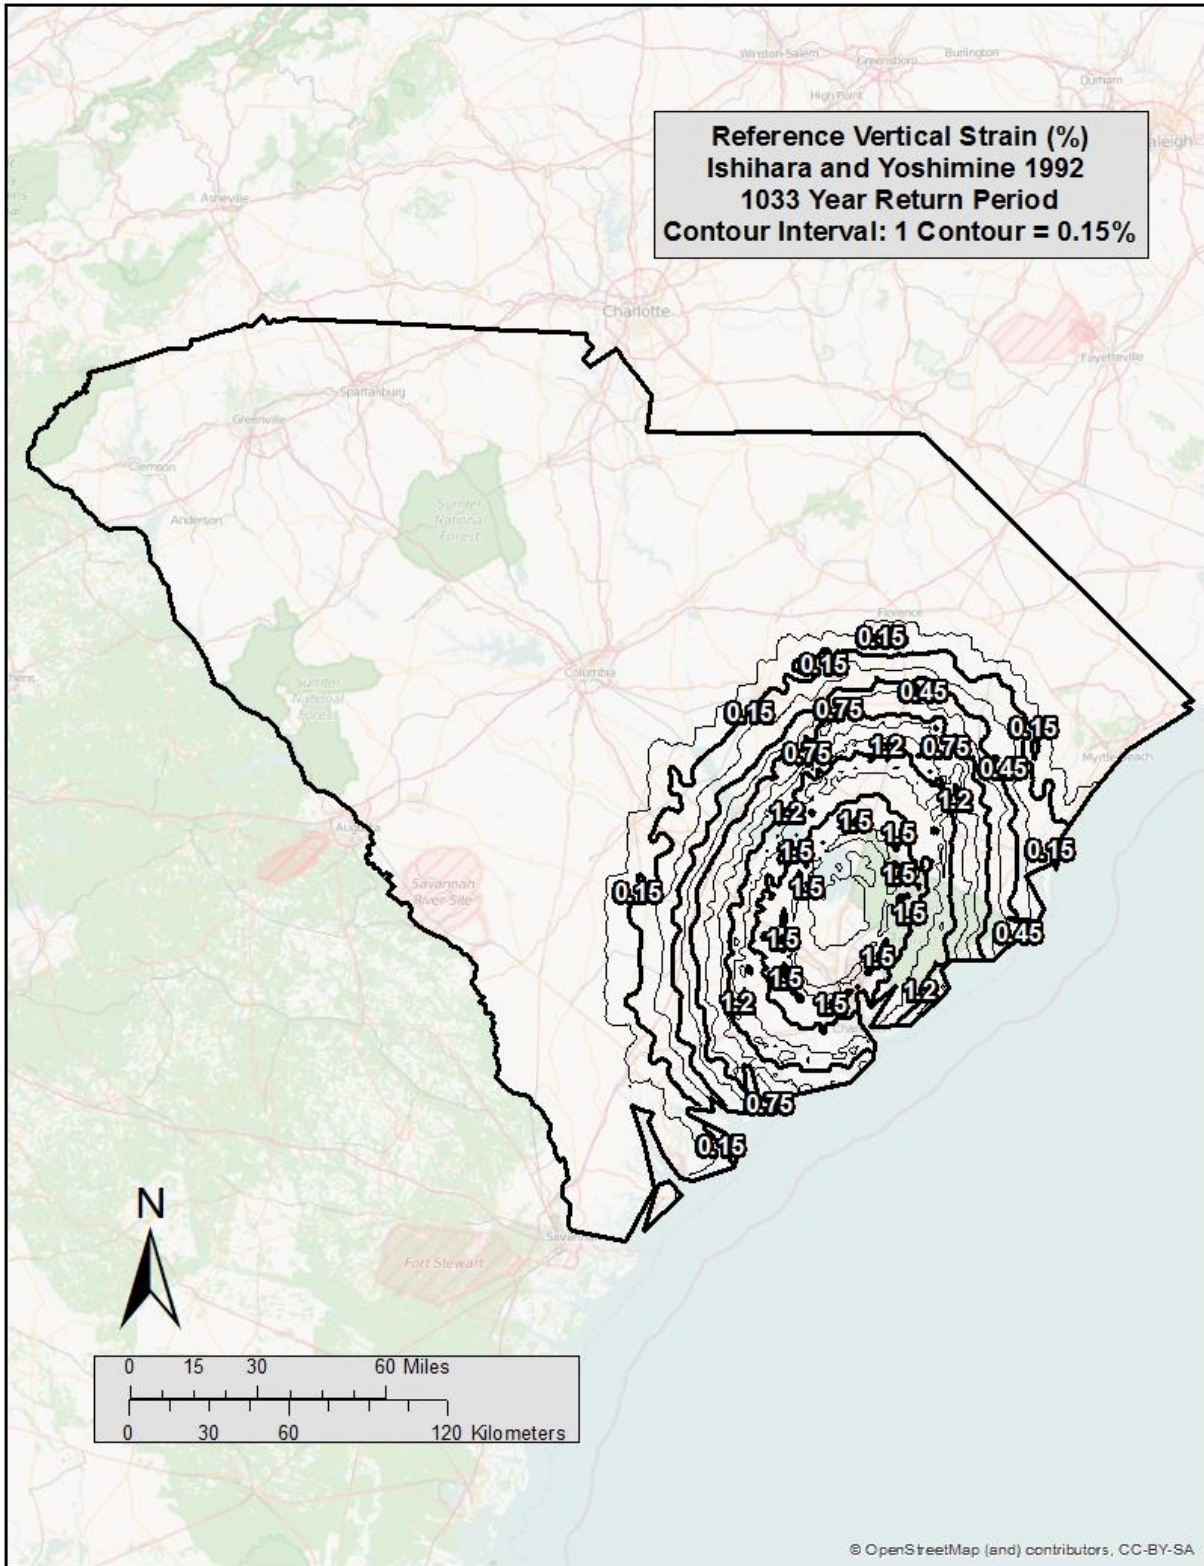 Winston-Salem
Greensboro
Burlington
Durham
High Point
Reference Vertical Strain (%)
Ishihara and Yoshimine 1992
1033 Year Return Period
Contour Interval: 1 Contour = 0.15%
aleigh
Asheville
Charlotte
Fayetteville
Spartanburg
Greenville
Clemson
Anderson
Sumter
National
Forest
Florence
0.15
0.15
Columbia
Sumter
National
Forest
0.45
0.15
0.75
0.15
0.75
1.2
0.75
Myrtle Beach
0.45
1.2
1.2
1.5
1.5
Augusta
1.5
0.15
1.5
Savannah
River Site
1.5
0.15
1.5
1.5
0.45
1.5
1.5
1.2
1.2
1.5
0.75
0.15
N
Savannah
Fort Stewart
0 15 30 60 Miles
0 30 60 120 Kilometers
© OpenStreetMap (and) contributors, CC-BY-SA